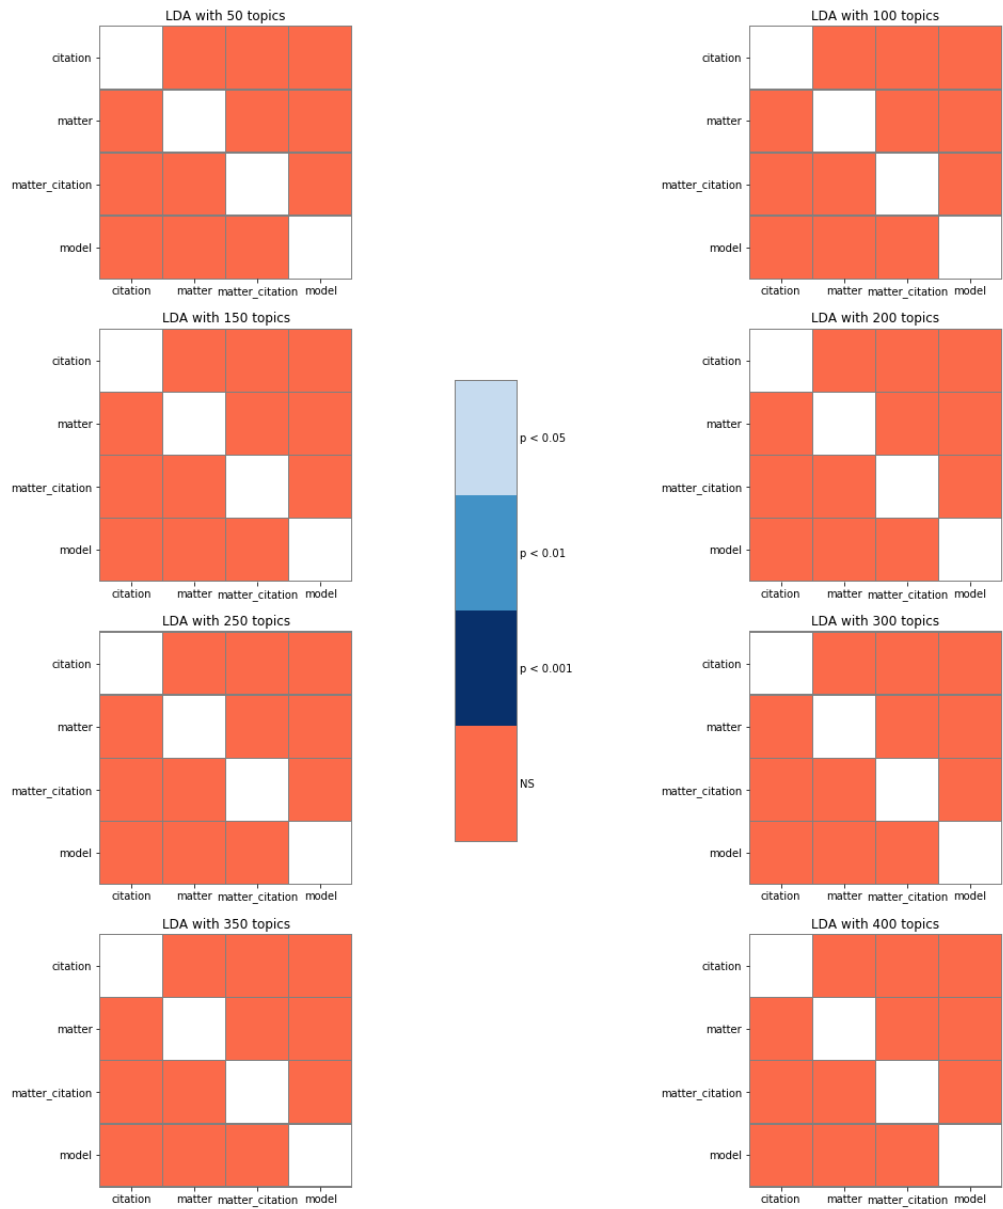 LDA with 50 topics
citation
matter
matter_citation
model
citation matter matter_citation model
LDA with 100 topics
citation
matter
matter_citation
model
citation matter matter_citation model
LDA with 150 topics
citation
matter
matter_citation
model
citation matter matter_citation model
p < 0.05
p < 0.01
p < 0.001
NS
LDA with 200 topics
citation
matter
matter_citation
model
citation matter matter_citation model
LDA with 250 topics
citation
matter
matter_citation
model
citation matter matter_citation model
LDA with 300 topics
citation
matter
matter_citation
model
citation matter matter_citation model
LDA with 350 topics
citation
matter
matter_citation
model
citation matter matter_citation model
LDA with 400 topics
citation
matter
matter_citation
model
citation matter matter_citation model